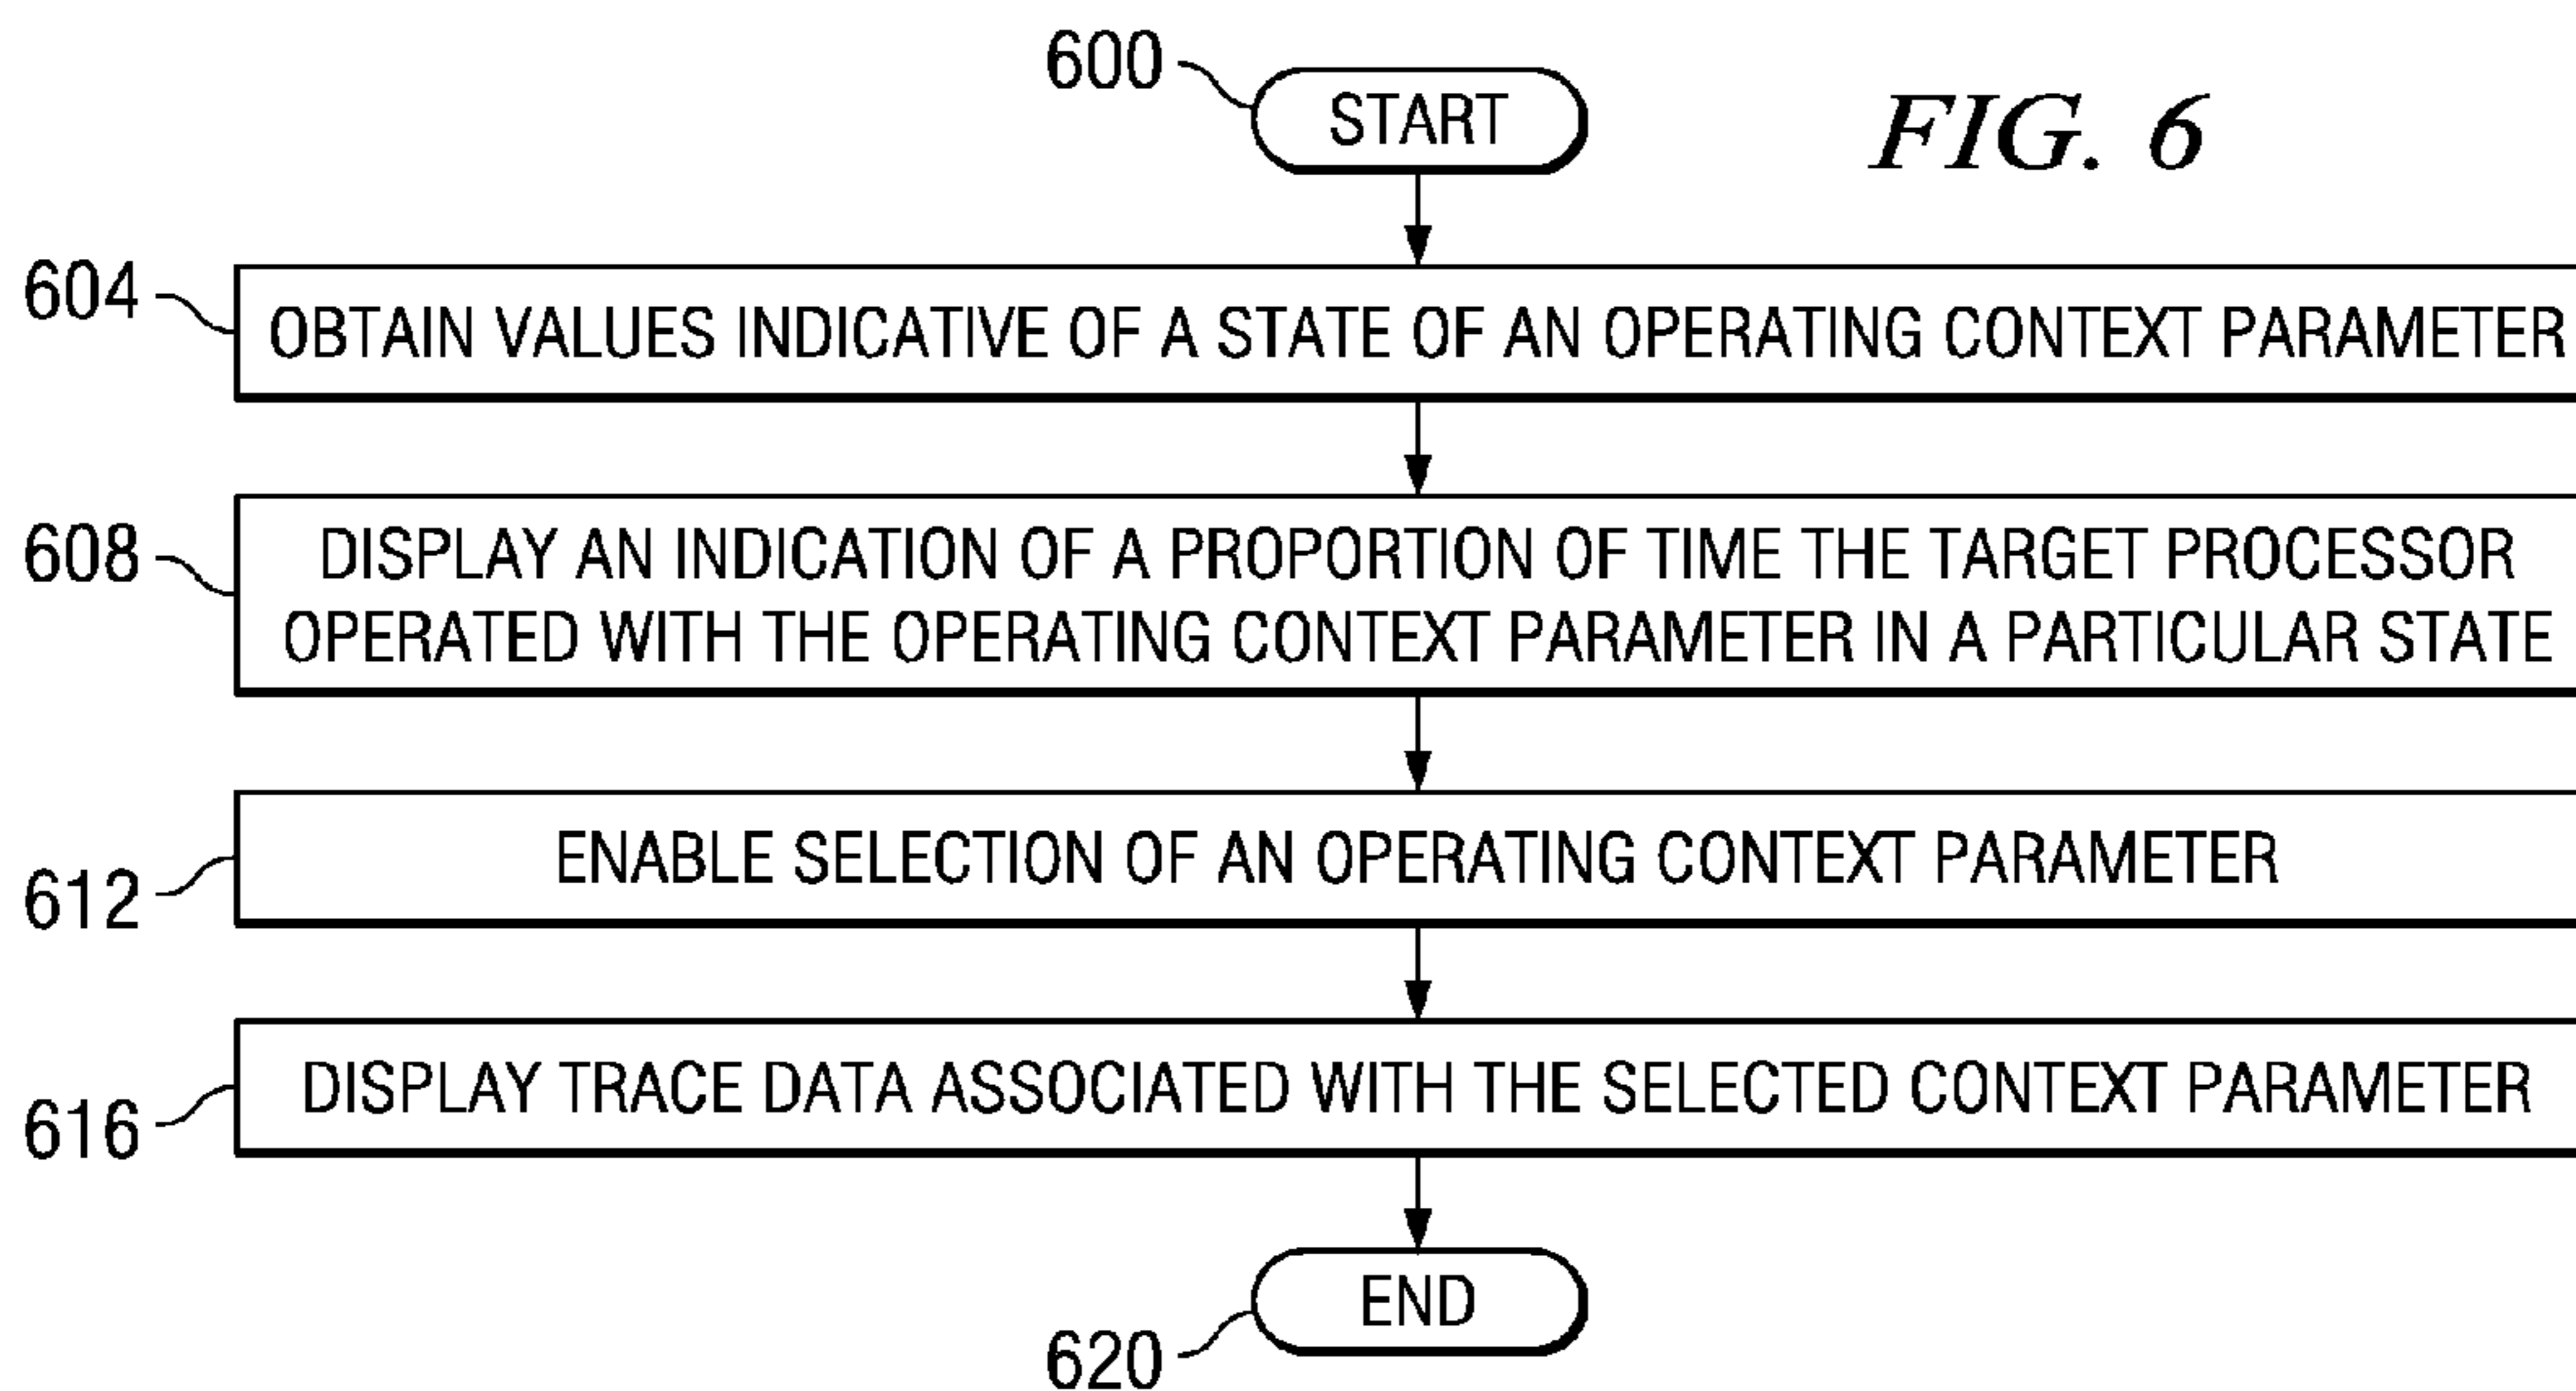 600
START
FIG. 6
604
OBTAIN VALUES INDICATIVE OF A STATE OF AN OPERATING CONTEXT PARAMETER
608
DISPLAY AN INDICATION OF A PROPORTION OF TIME THE TARGET PROCESSOR
OPERATED WITH THE OPERATING CONTEXT PARAMETER IN A PARTICULAR STATE
612
ENABLE SELECTION OF AN OPERATING CONTEXT PARAMETER
616
DISPLAY TRACE DATA ASSOCIATED WITH THE SELECTED CONTEXT PARAMETER
END
620